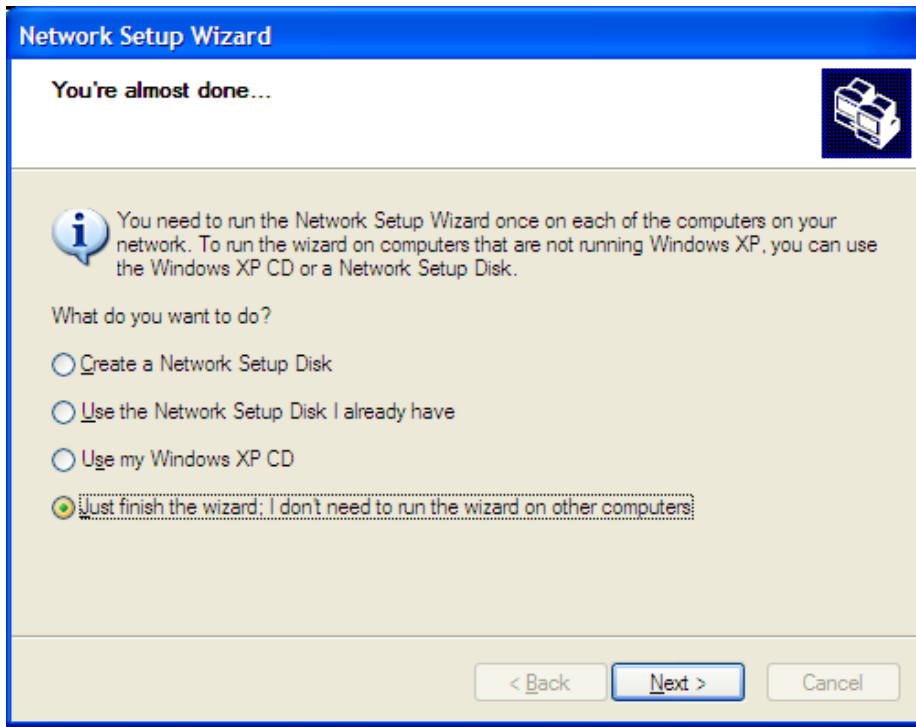 Network Setup Wizard
You're almost done...
You need to run the Network Setup Wizard once on each of the computers on your
network. To run the wizard on computers that are not running Windows XP, you can use
the Windows XP CD or a Network Setup Disk.
What do you want to do?
Create a Network Setup Disk
Use the Network Setup Disk I already have
Use my Windows XP CD
Just finish the wizard; I don't need to run the wizard on other computers
< Back
Next >
Cancel